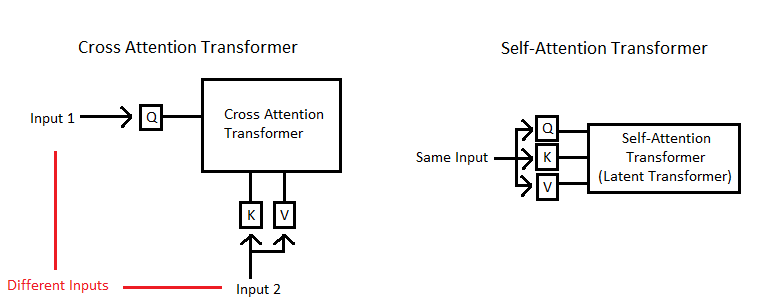 Cross Attention Transformer
Input 1
Q
Cross Attention
Transformer
K
V
Different Inputs
Input 2
Self-Attention Transformer
Same Input
Q
K
V
Self-Attention
Transformer
(Latent Transformer)